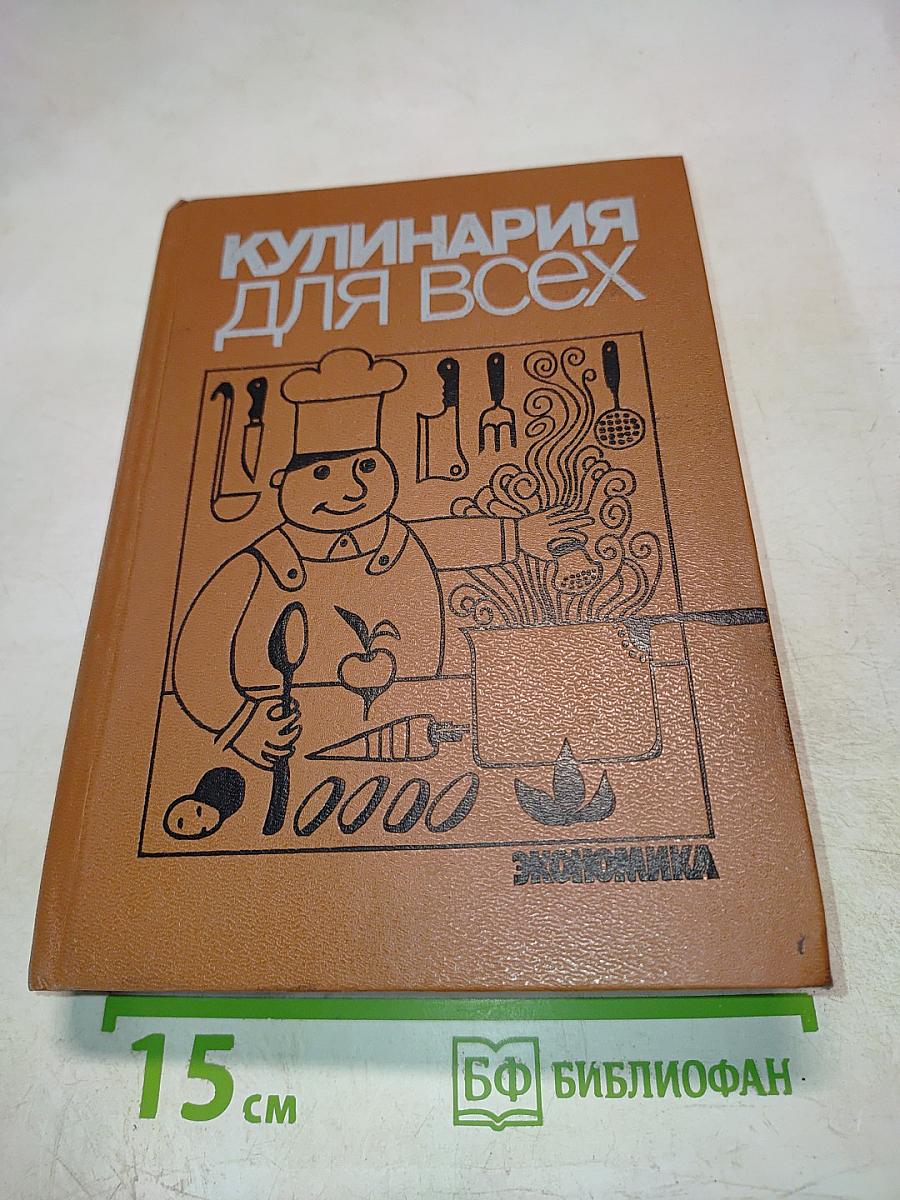 КУЛИНАРИЯ
ДЛЯ ВСЕХ
ЭКОНОМИКА
15 см
БФ БИБЛИОФАН